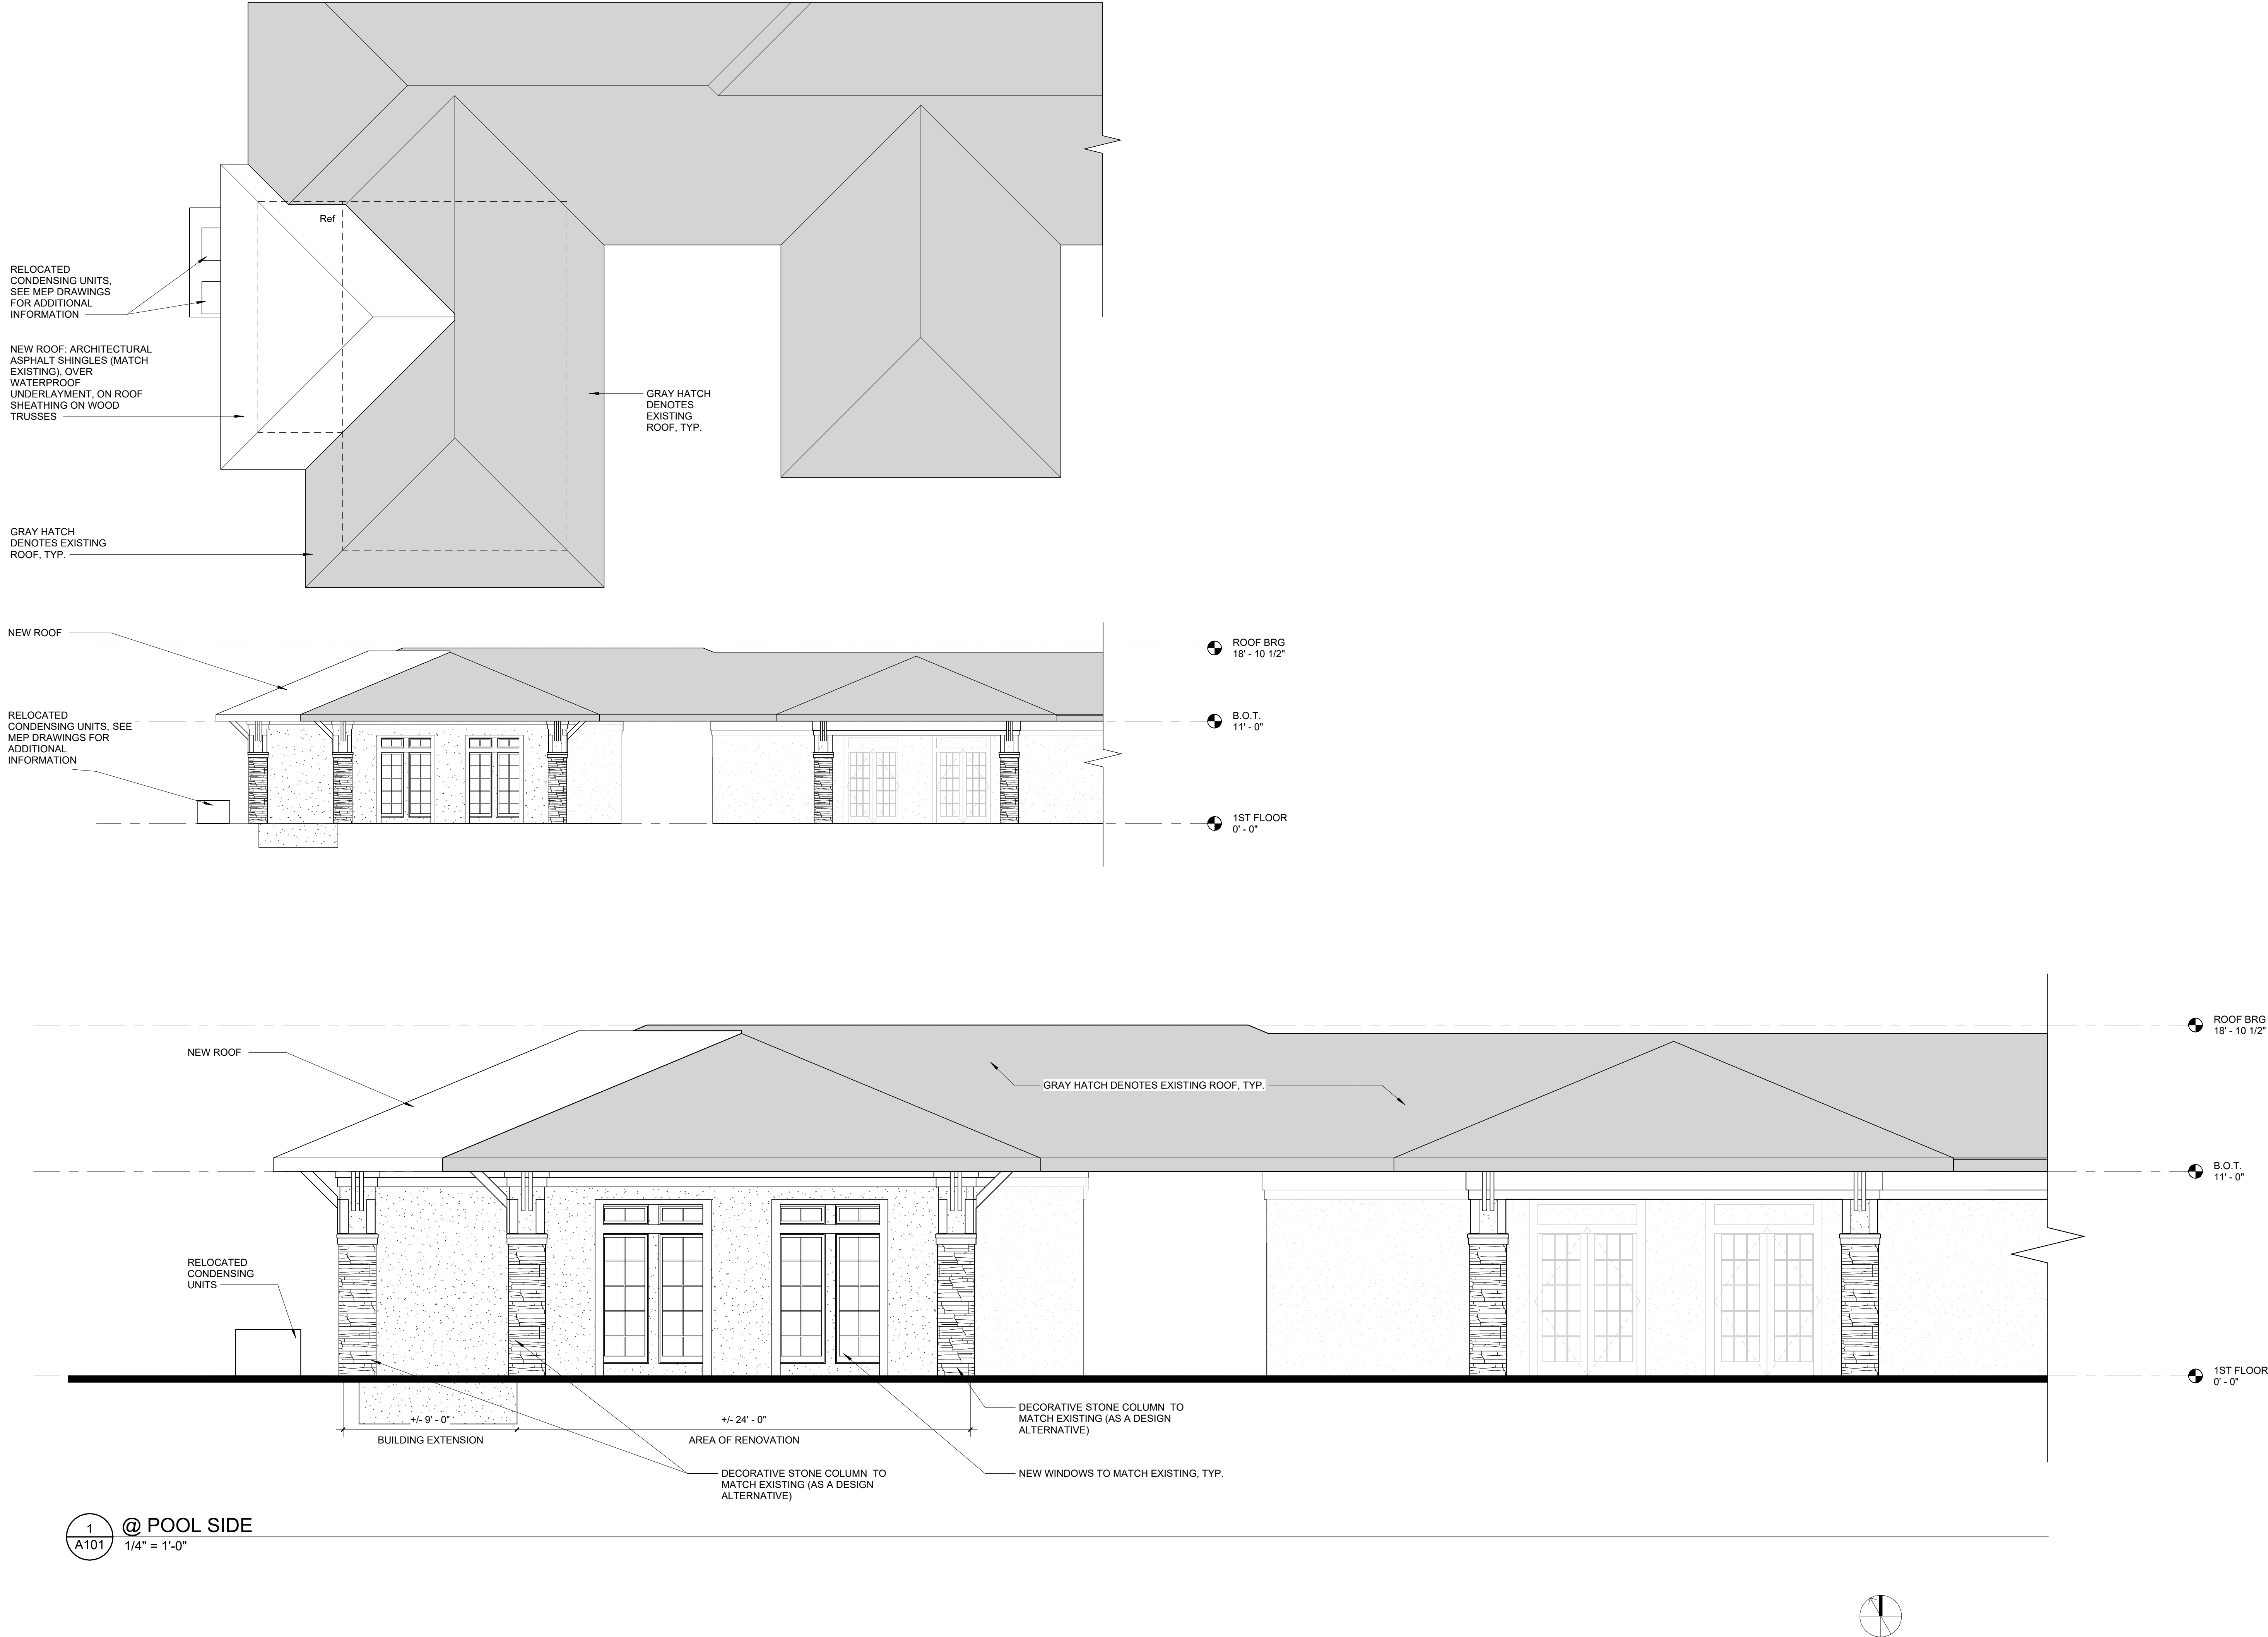 Ref
RELOCATED
CONDENSING UNITS,
SEE MEP DRAWINGS
FOR ADDITIONAL
INFORMATION
NEW ROOF: ARCHITECTURAL
ASPHALT SHINGLES (MATCH
EXISTING), OVER
WATERPROOF
UNDERLAYMENT, ON ROOF
SHEATHING ON WOOD
TRUSSES
GRAY HATCH
DENOTES
EXISTING
ROOF, TYP.
GRAY HATCH
DENOTES EXISTING
ROOF, TYP.
NEW ROOF
ROOF BRG
18' - 10 1/2"
RELOCATED
CONDENSING UNITS, SEE
MEP DRAWINGS FOR
ADDITIONAL
INFORMATION
B.O.T.
11' - 0"
1ST FLOOR
0' - 0"
ROOF BRG
18' - 10 1/2"
NEW ROOF
GRAY HATCH DENOTES EXISTING ROOF, TYP.
B.O.T.
11' - 0"
RELOCATED
CONDENSING
UNITS
1ST FLOOR
0' - 0"
+/- 9' - 0"
+/- 24' - 0"
BUILDING EXTENSION
AREA OF RENOVATION
DECORATIVE STONE COLUMN TO
MATCH EXISTING (AS A DESIGN
ALTERNATIVE)
DECORATIVE STONE COLUMN TO
MATCH EXISTING (AS A DESIGN
ALTERNATIVE)
NEW WINDOWS TO MATCH EXISTING, TYP.
1
A101
@ POOL SIDE
1/4" = 1'-0"